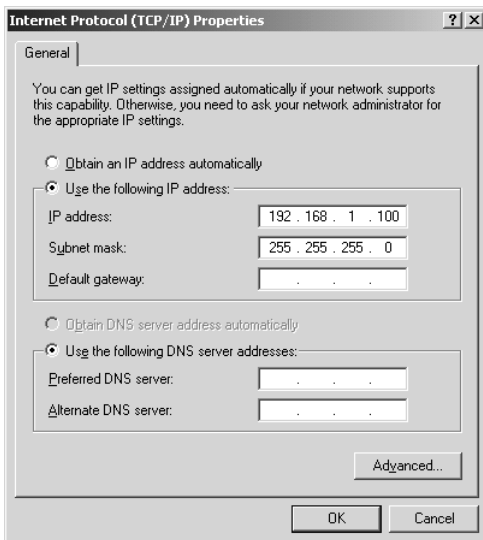 Internet Protocol (TCP/IP) Properties ? X
General
You can get IP settings assigned automatically if your network supports
this capability. Otherwise, you need to ask your network administrator for
the appropriate IP settings.
Obtain an IP address automatically
Use the following IP address:
IP address: 192 . 168 . 1 . 100
Subnet mask: 255 . 255 . 255 . 0
Default gateway: . . .
Obtain DNS server address automatically
Use the following DNS server addresses:
Preferred DNS server: . . .
Alternate DNS server: . . .
Advanced...
OK Cancel